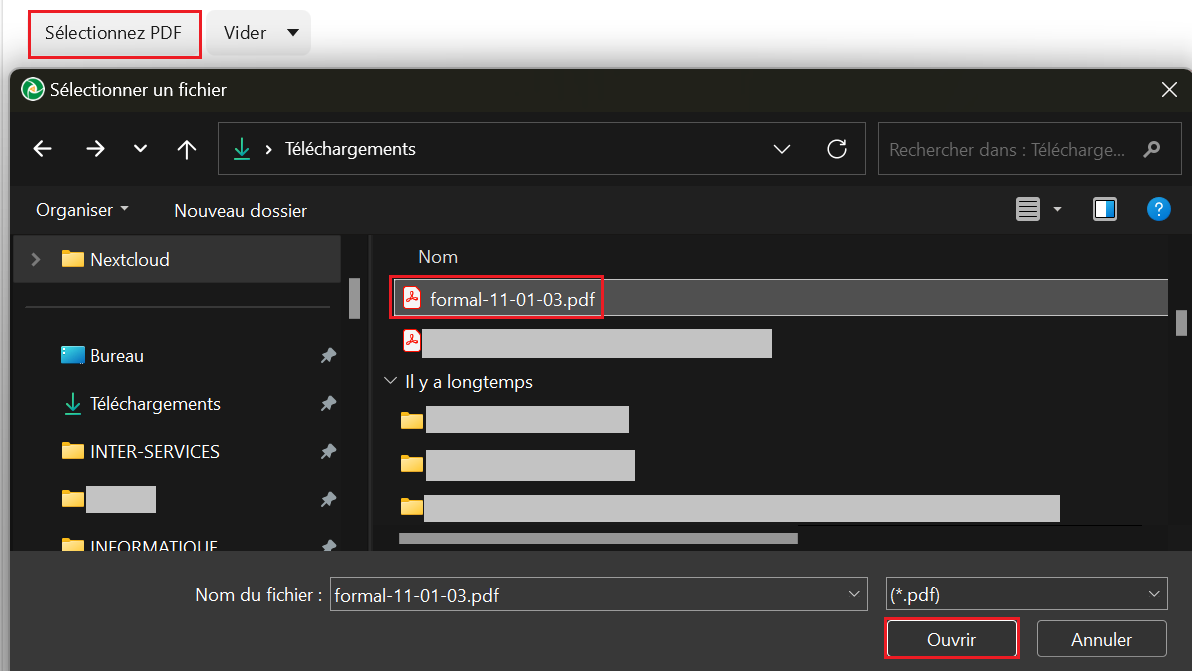 Sélectionnez PDF
Vider
Sélectionner un fichier
Téléchargements
Rechercher dans : Télécharge...
Organiser
Nouveau dossier
Nextcloud
Nom
formal-11-01-03.pdf
Il y a longtemps
Bureau
Téléchargements
INTER-SERVICES
INFORMATIQUE
Nom du fichier :
formal-11-01-03.pdf
(*.pdf)
Ouvrir
Annuler